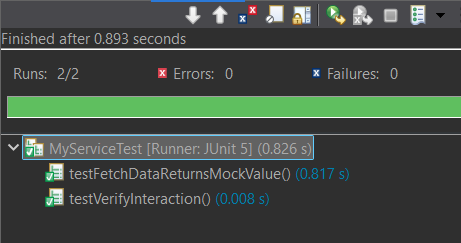 Finished after 0.893 seconds
Runs: 2/2 Errors: 0 Failures: 0
MyServiceTest [Runner: JUnit 5] (0.826 s)
testFetchDataReturnsMockValue() (0.817 s)
testVerifyInteraction() (0.008 s)